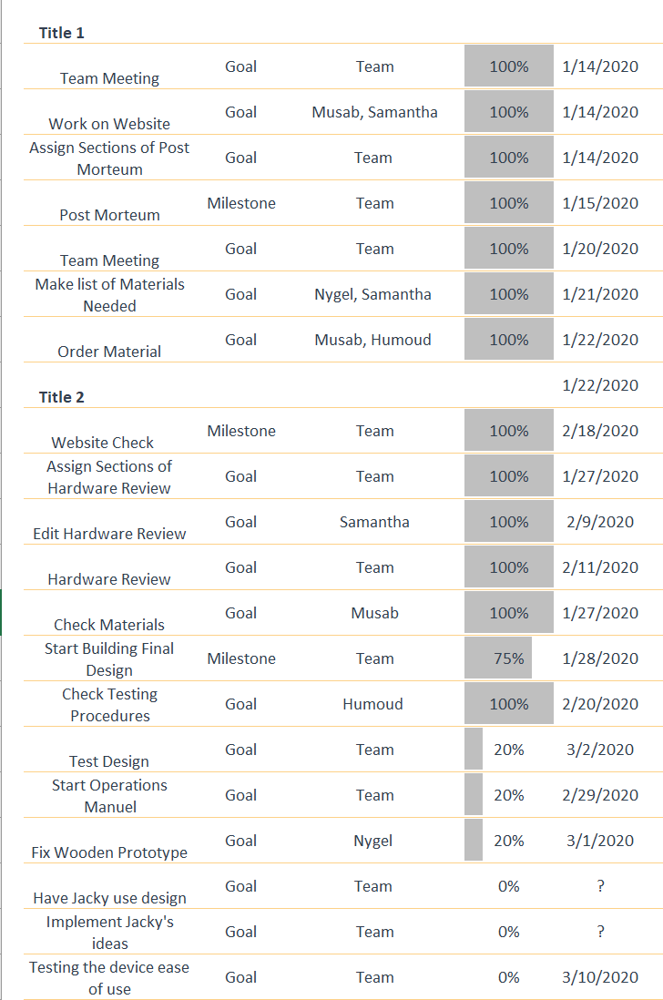 Title 1
Team Meeting Goal Team 100% 1/14/2020
Work on Website Goal Musab, Samantha 100% 1/14/2020
Assign Sections of Post
Morteum Goal Team 100% 1/14/2020
Post Morteum Milestone Team 100% 1/15/2020
Team Meeting Goal Team 100% 1/20/2020
Make list of Materials
Needed Goal Nygel, Samantha 100% 1/21/2020
Order Material Goal Musab, Humoud 100% 1/22/2020
Title 2 1/22/2020
Website Check Milestone Team 100% 2/18/2020
Assign Sections of
Hardware Review Goal Team 100% 1/27/2020
Edit Hardware Review Goal Samantha 100% 2/9/2020
Hardware Review Goal Team 100% 2/11/2020
Check Materials Goal Musab 100% 1/27/2020
Start Building Final
Design Milestone Team 75% 1/28/2020
Check Testing
Procedures Goal Humoud 100% 2/20/2020
Test Design Goal Team 20% 3/2/2020
Start Operations
Manuel Goal Team 20% 2/29/2020
Fix Wooden Prototype Goal Nygel 20% 3/1/2020
Have Jacky use design Goal Team 0% ?
Implement Jacky's
ideas Goal Team 0% ?
Testing the device ease
of use Goal Team 0% 3/10/2020